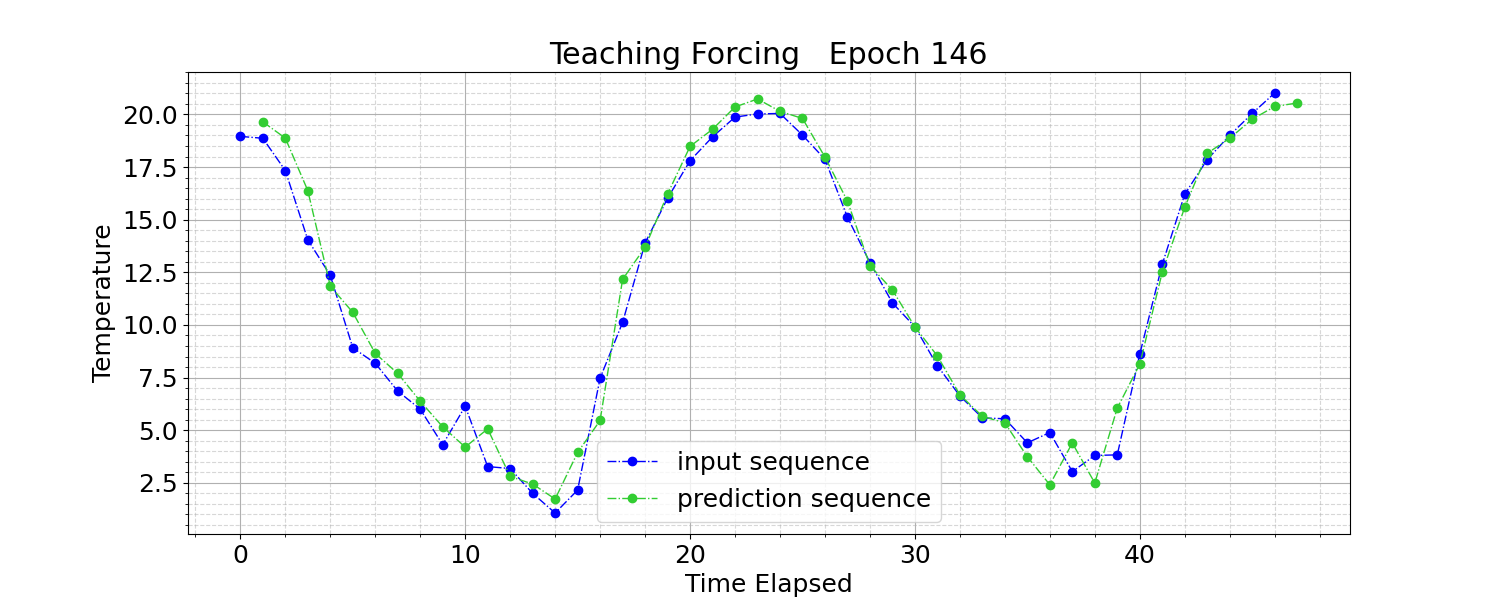 Teaching Forcing   Epoch 146
Temperature
20.0
17.5
15.0
12.5
10.0
7.5
5.0
2.5
input sequence
prediction sequence
0 10 20 30 40
Time Elapsed